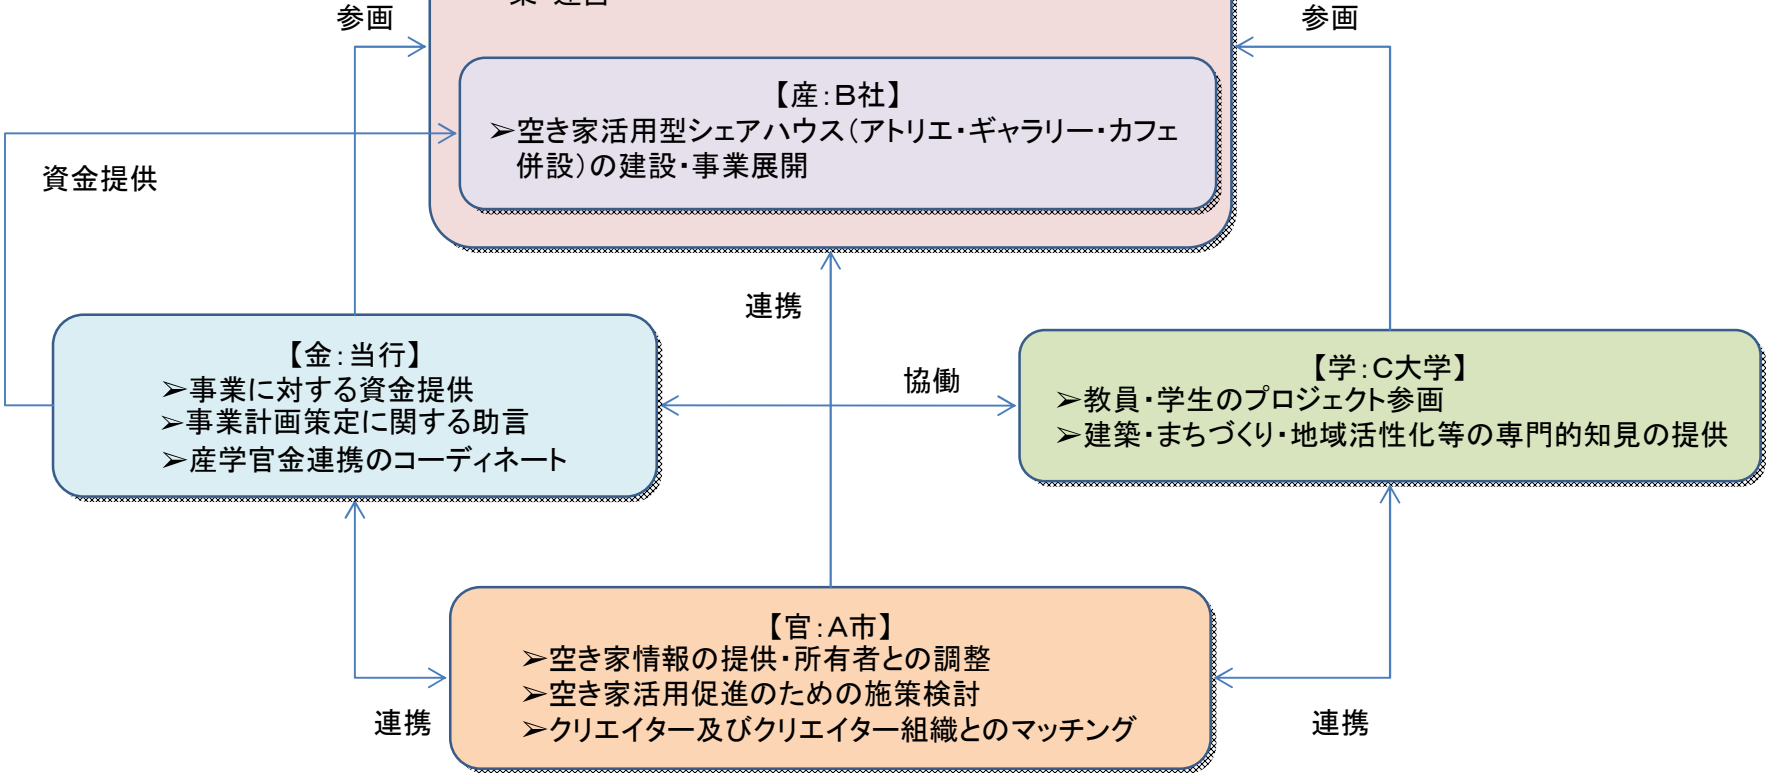 参画
参画
【産:B社】
➢空き家活用型シェアハウス(アトリエ・ギャラリー・カフェ
併設)の建設・事業展開
資金提供
連携
【金:当行】
➢事業に対する資金提供
➢事業計画策定に関する助言
➢産学官金連携のコーディネート
協働
【学:C大学】
➢教員・学生のプロジェクト参画
➢建築・まちづくり・地域活性化等の専門的知見の提供
【官:A市】
➢空き家情報の提供・所有者との調整
➢空き家活用促進のための施策検討
➢クリエイター及びクリエイター組織とのマッチング
連携
連携